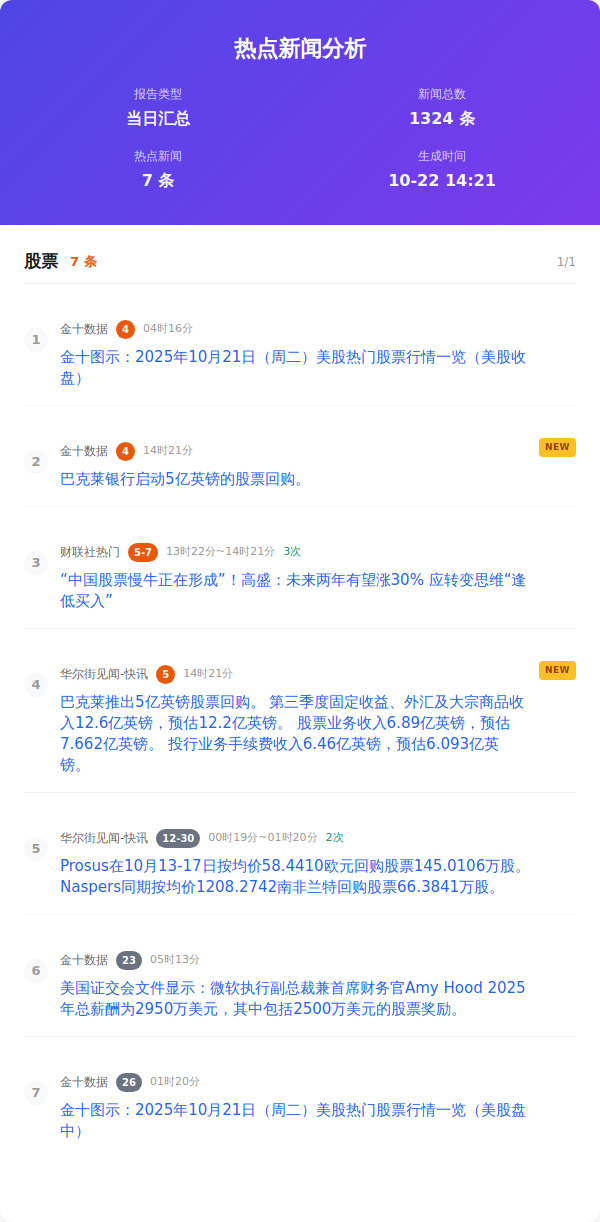 热点新闻分析
报告类型
新闻总数
当日汇总
1324 条
热点新闻
生成时间
7 条
10-22 14:21
股票 7 条 1/1
1
金十数据 4 04时16分
金十图示：2025年10月21日（周二）美股热门股票行情一览（美股收
盘）
2
金十数据 4 14时21分 NEW
巴克莱银行启动5亿英镑的股票回购。
3
财联社热门 5-7 13时22分~14时21分 3次
“中国股票慢牛正在形成”！高盛：未来两年有望涨30% 应转变思维“逢
低买入”
4
华尔街见闻-快讯 5 14时21分 NEW
巴克莱推出5亿英镑股票回购。 第三季度固定收益、外汇及大宗商品收
入12.6亿英镑，预估12.2亿英镑。 股票业务收入6.89亿英镑，预估
7.662亿英镑。 投行业务手续费收入6.46亿英镑，预估6.093亿英
镑。
5
华尔街见闻-快讯 12-30 00时19分~01时20分 2次
Prosus在10月13-17日按均价58.4410欧元回购股票145.0106万股。
Naspers同期按均价1208.2742南非兰特回购股票66.3841万股。
6
金十数据 23 05时13分
美国证交会文件显示：微软执行副总裁兼首席财务官Amy Hood 2025
年总薪酬为2950万美元，其中包括2500万美元的股票奖励。
7
金十数据 26 01时20分
金十图示：2025年10月21日（周二）美股热门股票行情一览（美股盘
中）